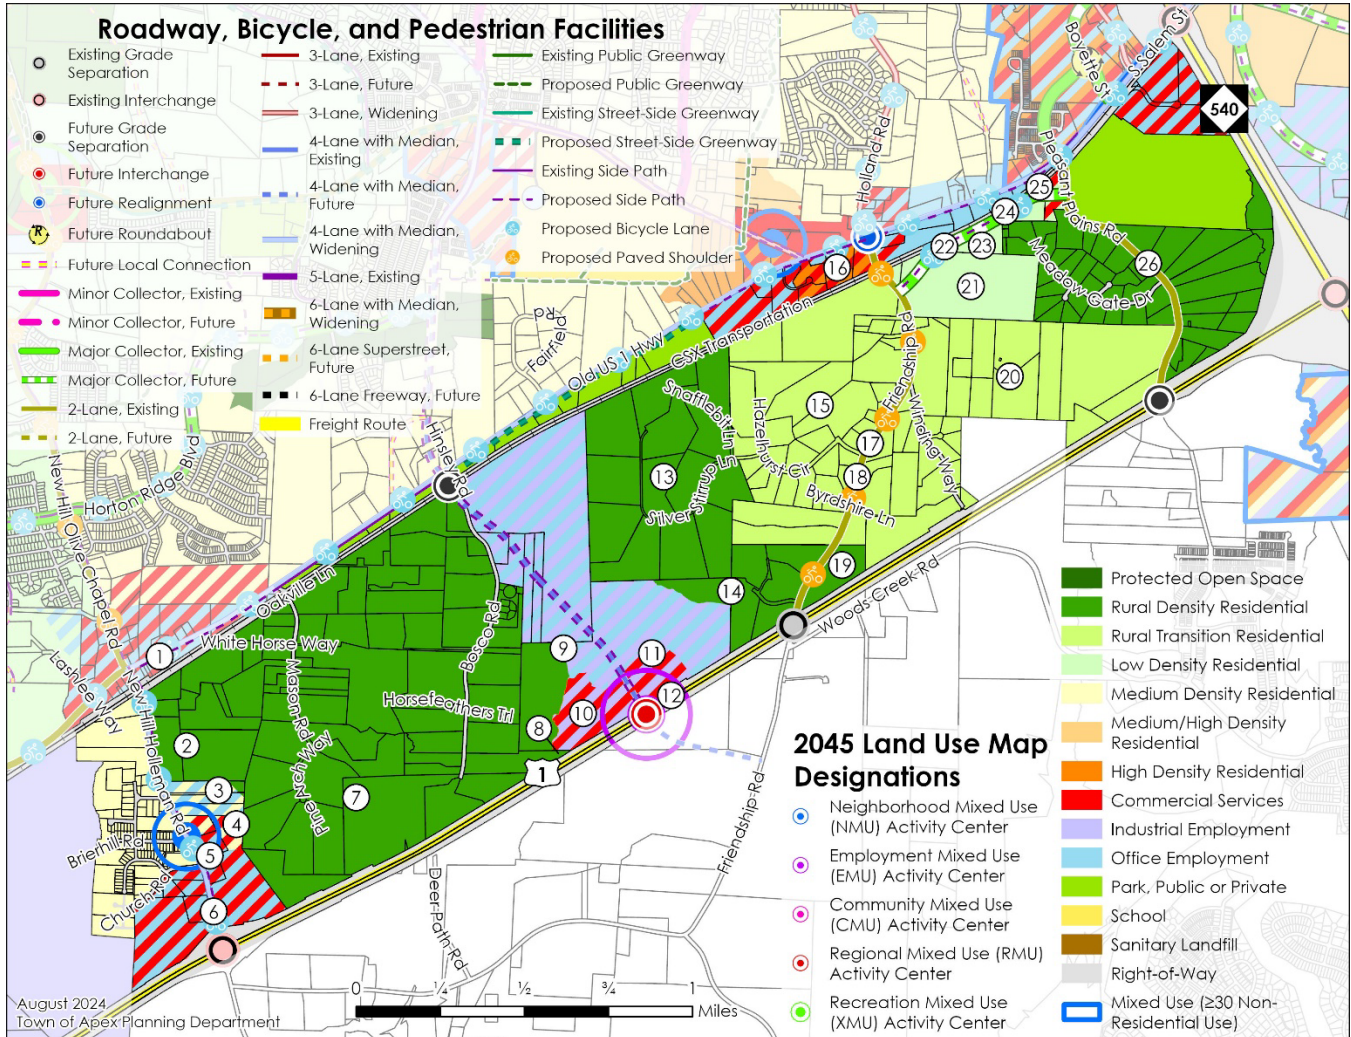 Roadway, Bicycle, and Pedestrian Facilities
Existing Grade
Separation
Existing Interchange
Future Grade
Separation
Future Interchange
Future Realignment
R
Future Roundabout
Future Local Connection
Minor Collector, Existing
Minor Collector, Future
Major Collector, Existing
Major Collector, Future
2-Lane, Existing
2-Lane, Future
3-Lane, Existing
3-Lane, Future
3-Lane, Widening
4-Lane with Median,
Existing
4-Lane with Median,
Future
4-Lane with Median,
Widening
5-Lane, Existing
6-Lane with Median,
Widening
6-Lane Superstreet,
Future
6-Lane Freeway, Future
Freight Route
Existing Public Greenway
Proposed Public Greenway
Existing Street-Side Greenway
Proposed Street-Side Greenway
Existing Side Path
Proposed Side Path
Proposed Bicycle Lane
Proposed Paved Shoulder
Holland Rd
Boyette St
S Salem St
540
Pleasant Plains Rd
25
24
22
23
26
Meadow Gate Dr
21
16
CSX Transportation
Old US 1 Hwy
Fairfield
Rd
Friendship Rd
Winding Way
20
15
Snafflebit Ln
Hazelhurst Cir
17
18
Byrdshire Ln
13
Silver Stirrup Ln
Hinsley Rd
Horton Ridge Blvd
New Hill Olive Chapel Rd
19
14
Woods Creek Rd
Oakville Ln
White Horse Way
1
Bosco Rd
9
11
12
10
8
Horsefeathers Trl
Mason Rd
Pine Arch Way
Lashlee Way
New Hill Holleman Rd
2
3
4
7
5
6
Brierhill Rd
Church Rd
1
Deer Path Rd
Friendship Rd
2045 Land Use Map
Designations
Neighborhood Mixed Use
(NMU) Activity Center
Employment Mixed Use
(EMU) Activity Center
Community Mixed Use
(CMU) Activity Center
Regional Mixed Use (RMU)
Activity Center
Recreation Mixed Use
(XMU) Activity Center
Protected Open Space
Rural Density Residential
Rural Transition Residential
Low Density Residential
Medium Density Residential
Medium/High Density
Residential
High Density Residential
Commercial Services
Industrial Employment
Office Employment
Park, Public or Private
School
Sanitary Landfill
Right-of-Way
Mixed Use (≥30 Non-
Residential Use)
0 ¼ ½ ¾ 1
Miles
August 2024
Town of Apex Planning Department